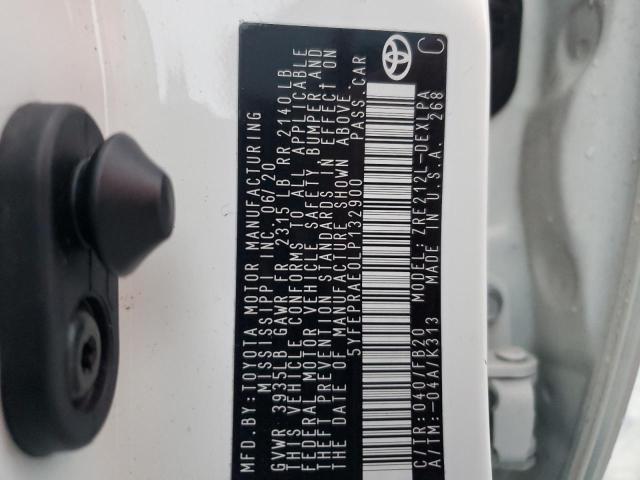 MFD BY:TOYOTA MOTOR MANUFACTURING
MISSISSIPPI INC 06/20
GVWR 3935LB GAWR FR 2315 LB RR 2140 LB
THIS VEHICLE CONFORMS TO ALL APPLICABLE
FEDERAL MOTOR VEHICLE SAFETY BUMPER AND
THEFT PREVENTION STANDARDS IN EFFECT ON
THE DATE OF MANUFACTURE SHOWN ABOVE.
5YFEPRAE0LP132900 PASS CAR
C/TR:040/FB20 MODEL:ZRE212L-DEXLPA
A/TM:-04A/K313 MADE IN U.S.A. 268
C